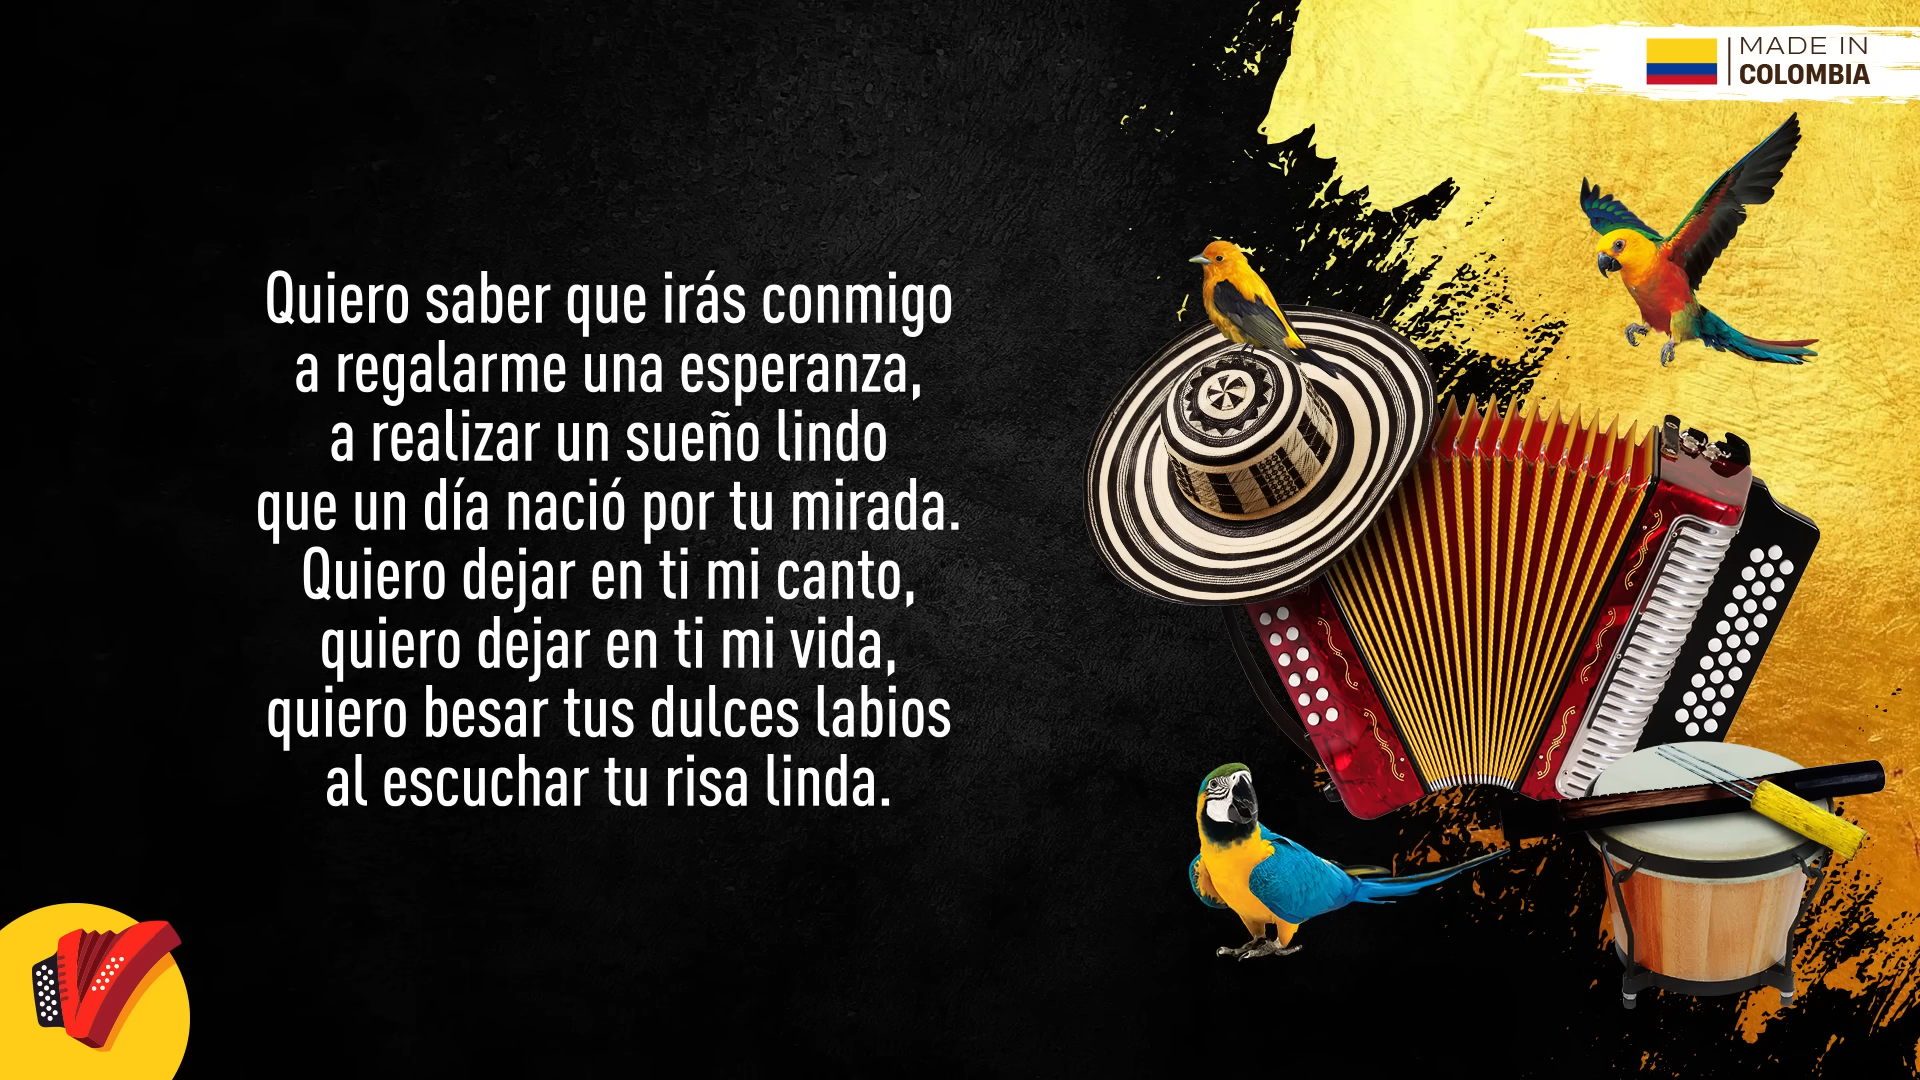 MADE IN
COLOMBIA
Quiero saber que irás conmigo
a regalarme una esperanza,
a realizar un sueño lindo
que un día nació por tu mirada.
Quiero dejar en ti mi canto,
quiero dejar en ti mi vida,
quiero besar tus dulces labios
al escuchar tu risa linda.